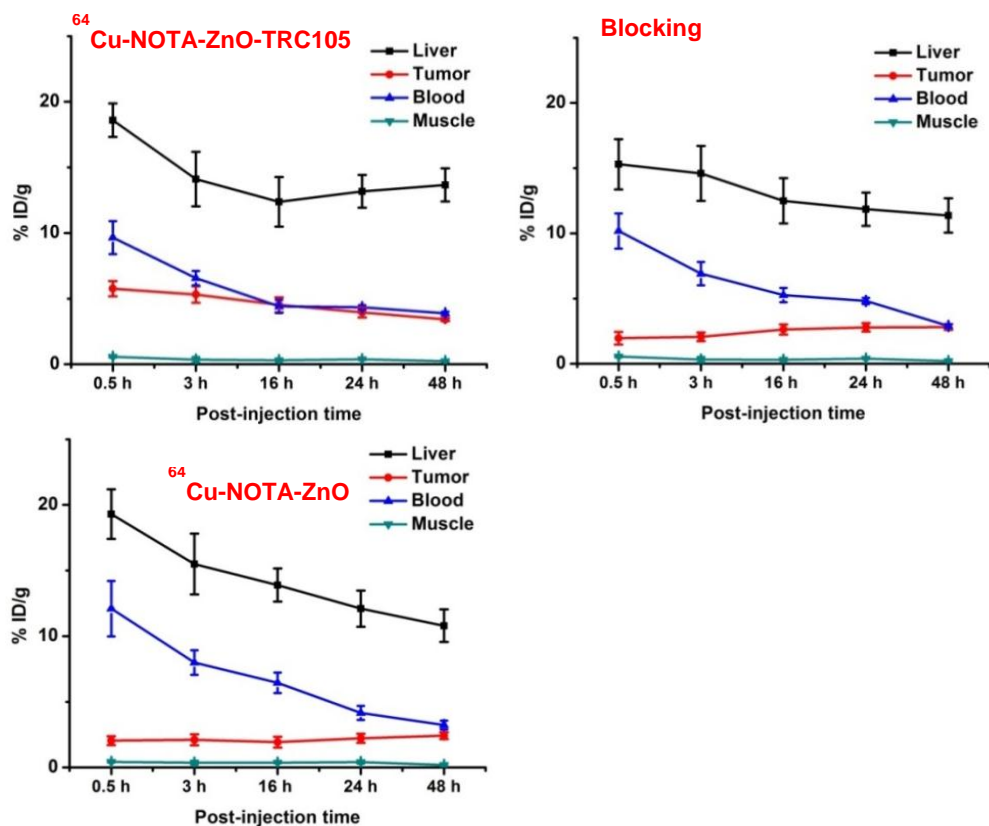 64
Cu-NOTA-ZnO-TRC105
Liver
Tumor
Blood
Muscle
20
10
0
% ID/g
0.5 h 3 h 16 h 24 h 48 h
Post-injection time
Blocking
Liver
Tumor
Blood
Muscle
20
10
0
% ID/g
0.5 h 3 h 16 h 24 h 48 h
Post-injection time
64
Cu-NOTA-ZnO
Liver
Tumor
Blood
Muscle
20
10
0
% ID/g
0.5 h 3 h 16 h 24 h 48 h
Post-injection time